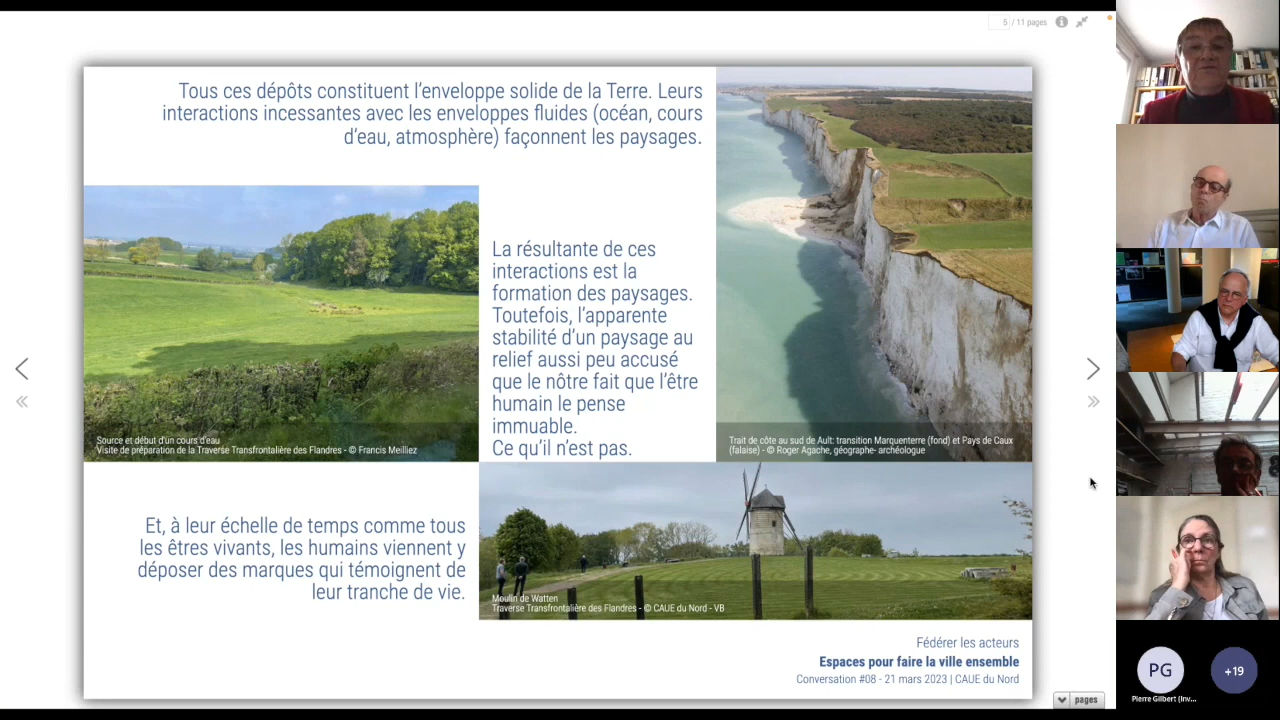 5 / 11 pages
Tous ces dépôts constituent l'enveloppe solide de la Terre. Leurs
interactions incessantes avec les enveloppes fluides (océan, cours
d'eau, atmosphère) façonnent les paysages.
La résultante de ces
interactions est la
formation des paysages.
Toutefois, l'apparente
stabilité d'un paysage au
relief aussi peu accusé
que le nôtre fait que l'être
humain le pense
immuable.
Ce qu'il n'est pas.
Source et début d'un cours d'eau
Visite de préparation de la Traverse Transfrontalière des Flandres - © Francis Meilliez
Trait de côte au sud de Ault: transition Marquenterre (fond) et Pays de Caux
(falaise) - © Roger Agache, géographe- archéologue
Et, à leur échelle de temps comme tous
les êtres vivants, les humains viennent y
déposer des marques qui témoignent de
leur tranche de vie.
Moulin de Watten
Traverse Transfrontalière des Flandres - © CAUE du Nord - VB
Fédérer les acteurs
Espaces pour faire la ville ensemble
Conversation #08 - 21 mars 2023 | CAUE du Nord
pages
PG
+19
Pierre Gilbert (Inv...